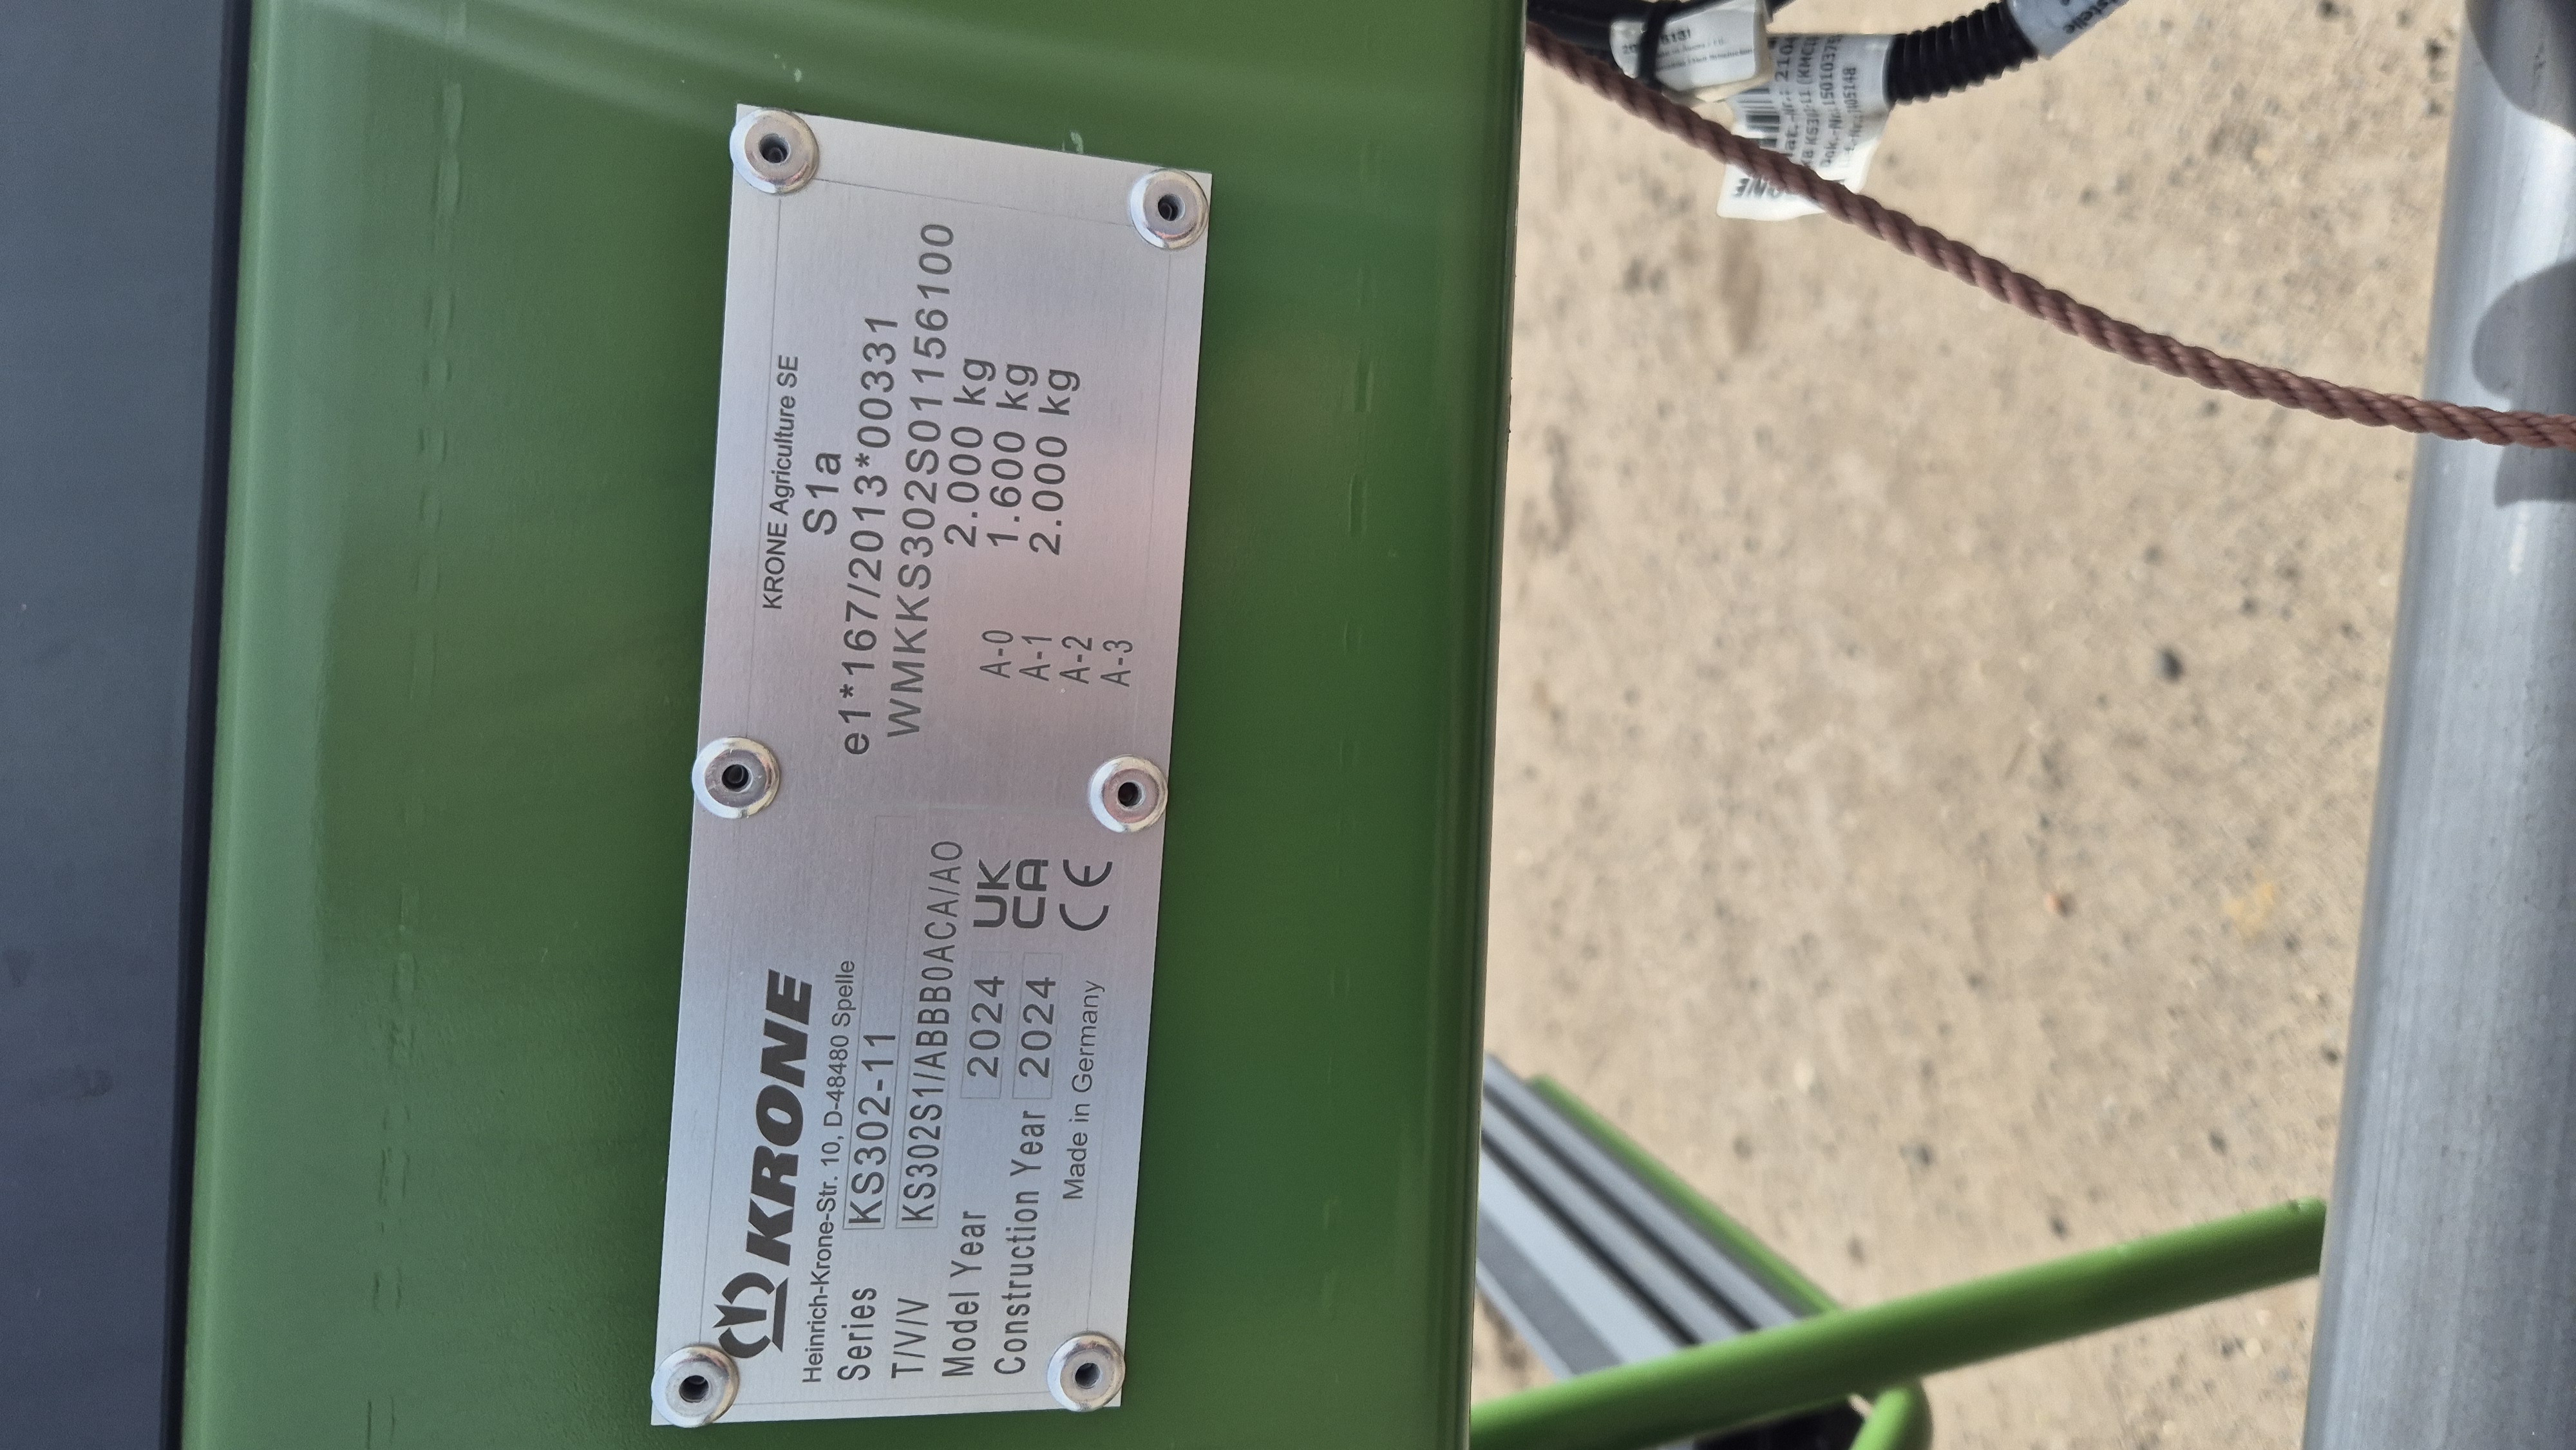 KRONE
Heinrich-Krone-Str. 10, D-48480 Spelle
Series KS302-11
T/V/V KS302S1/ABBB0ACA/A0
Model Year 2024
Construction Year 2024
UK
CA
CE
Made in Germany
KRONE Agriculture SE
S1a
e1*167/2013*00331
WMKKS302S01156100
2.000 kg
A-0 1.600 kg
A-1 2.000 kg
A-2
A-3